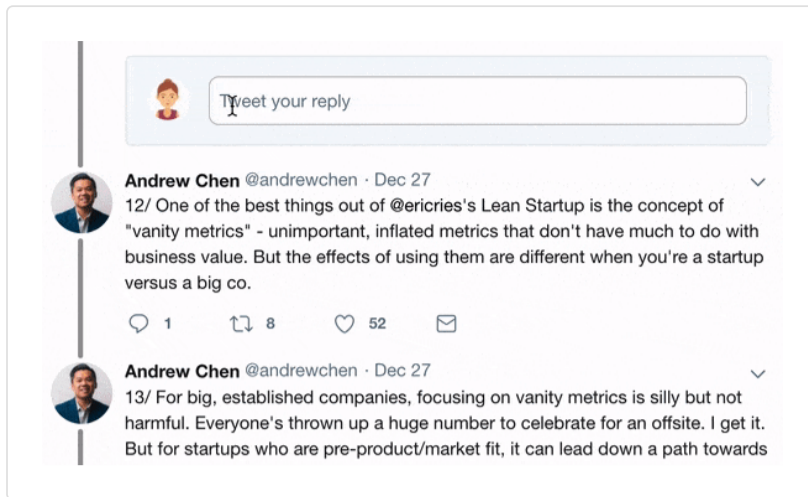 Tweet your reply
Andrew Chen @andrewchen · Dec 27
12/ One of the best things out of @ericries's Lean Startup is the concept of
"vanity metrics" - unimportant, inflated metrics that don't have much to do with
business value. But the effects of using them are different when you're a startup
versus a big co.
1 8 52
Andrew Chen @andrewchen · Dec 27
13/ For big, established companies, focusing on vanity metrics is silly but not
harmful. Everyone's thrown up a huge number to celebrate for an offsite. I get it.
But for startups who are pre-product/market fit, it can lead down a path towards